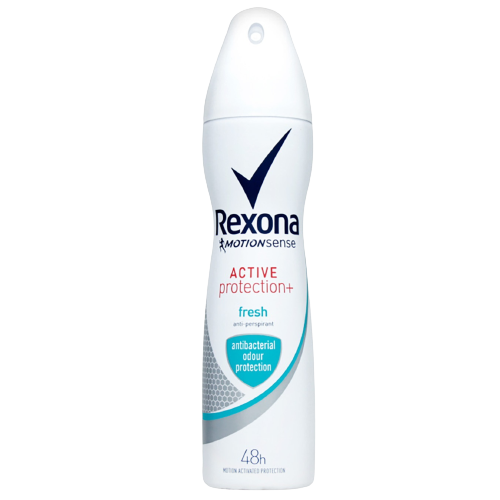 Rexona
MOTIONsense
ACTIVE
protection+
fresh
anti-perspirant
antibacterial
odour
protection
48h
MOTION ACTIVATED PROTECTION